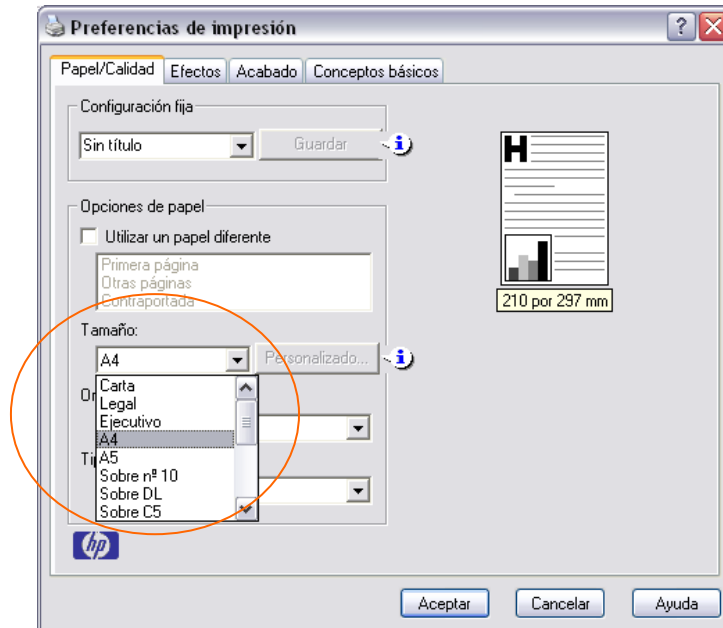 Preferencias de impresión
Papel/Calidad Efectos Acabado Conceptos básicos
Configuración fija
Sin título Guardar
H
Opciones de papel
Utilizar un papel diferente
Primera página
Otras páginas
Contraportada
210 por 297 mm
Tamaño:
A4 Personalizado...
Carta
Legal
Ejecutivo
A4
A5
Sobre nº 10
Sobre DL
Sobre C5
hp
Aceptar Cancelar Ayuda